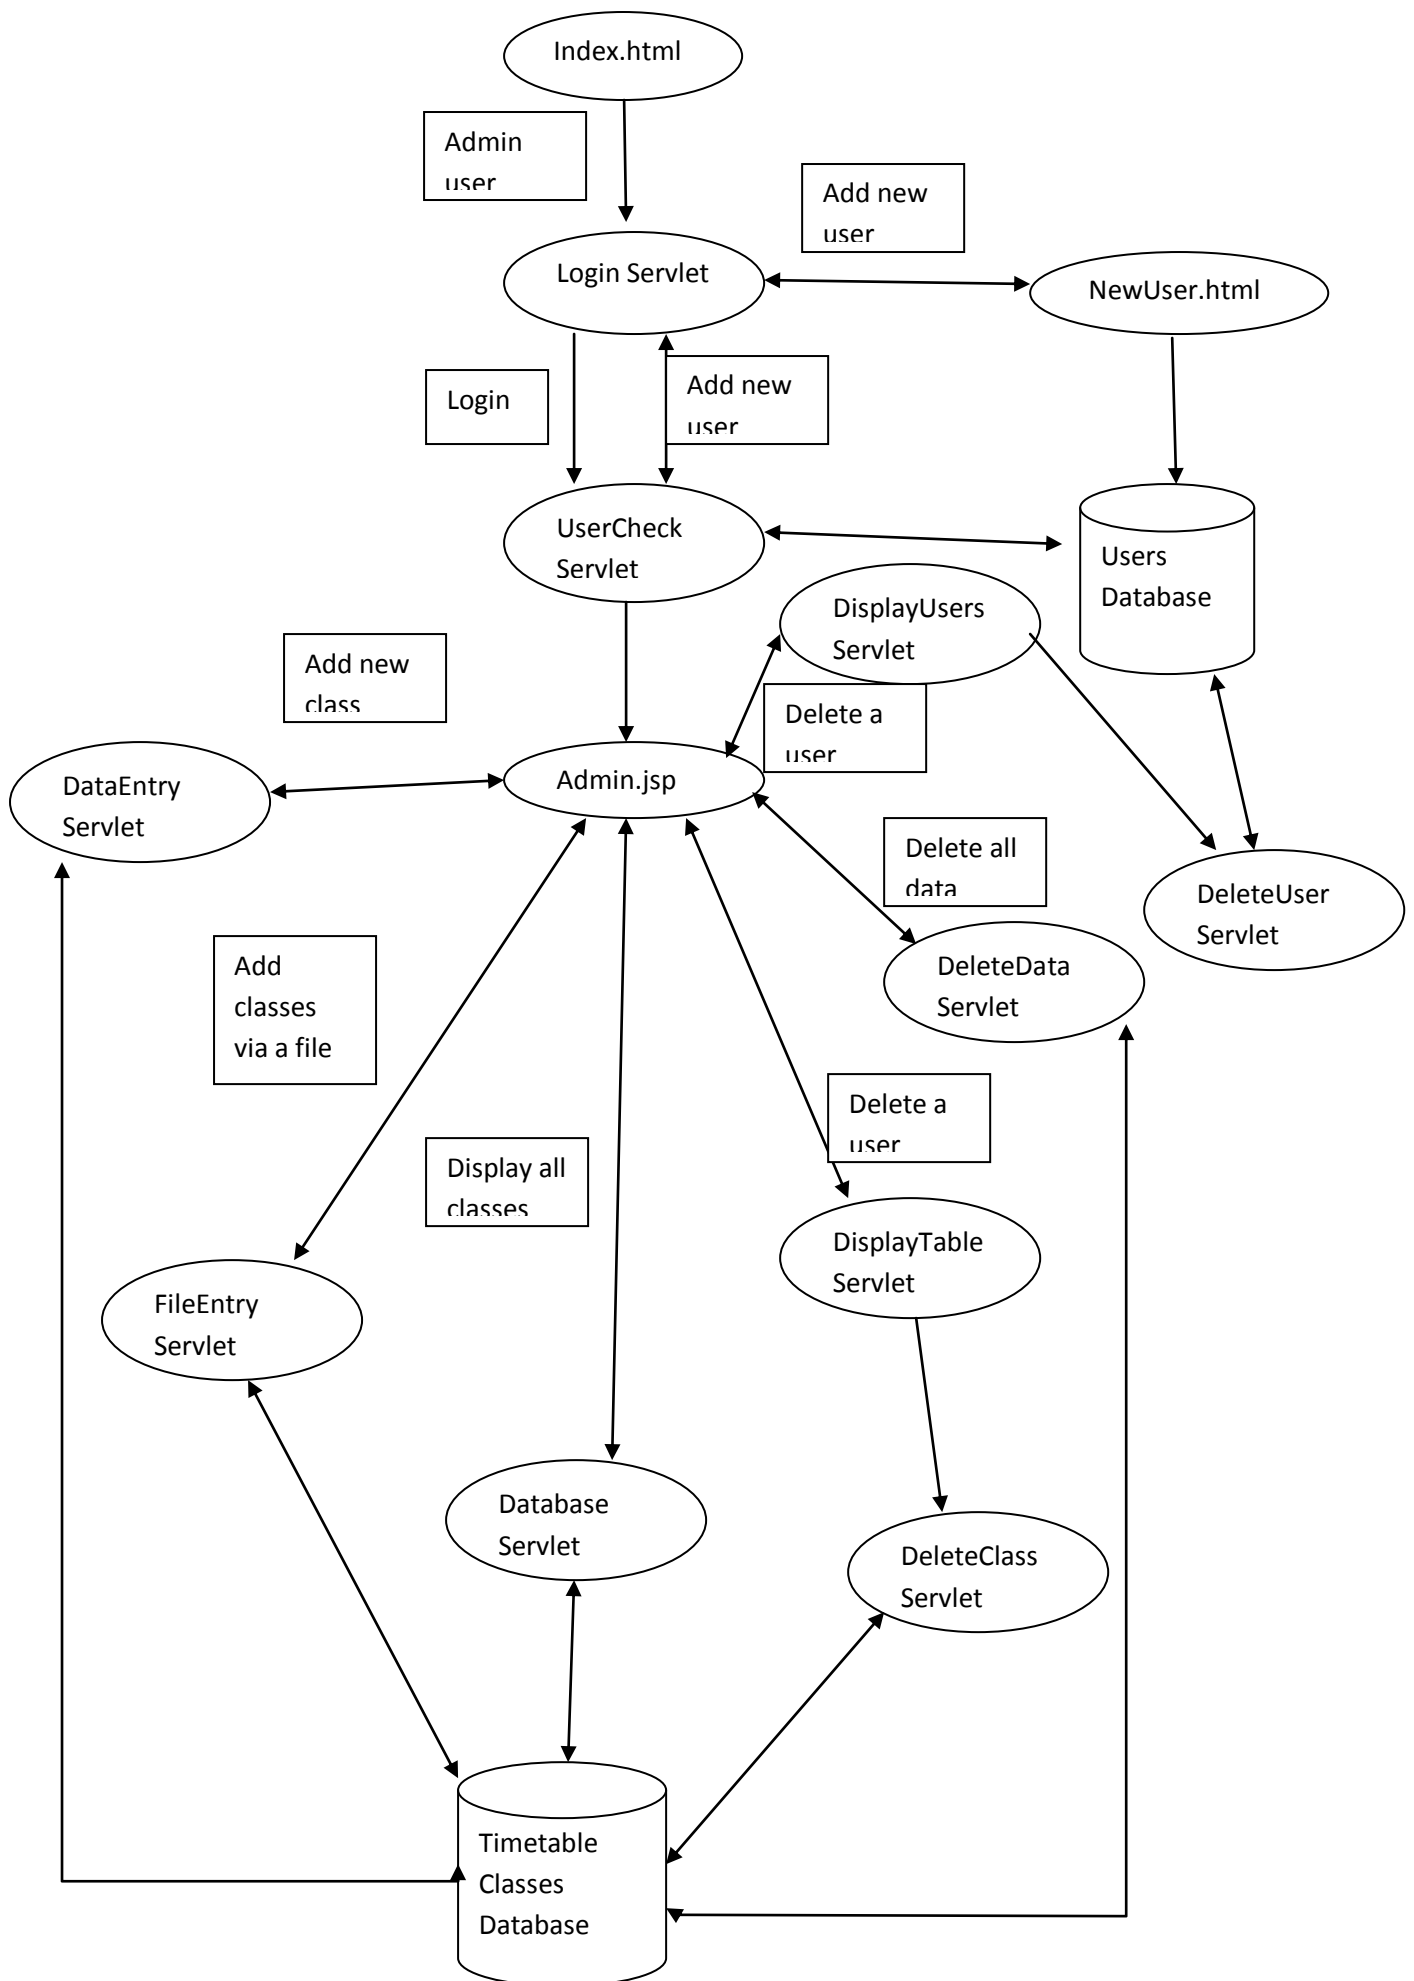 Index.html
Admin
user
Add new
user
Login Servlet
NewUser.html
Login
Add new
user
UserCheck
Servlet
Users
Database
DisplayUsers
Servlet
Add new
class
Delete a
user
DataEntry
Servlet
Admin.jsp
Delete all
data
DeleteUser
Servlet
Add
classes
via a file
DeleteData
Servlet
Delete a
user
Display all
classes
DisplayTable
Servlet
FileEntry
Servlet
Database
Servlet
DeleteClass
Servlet
Timetable
Classes
Database